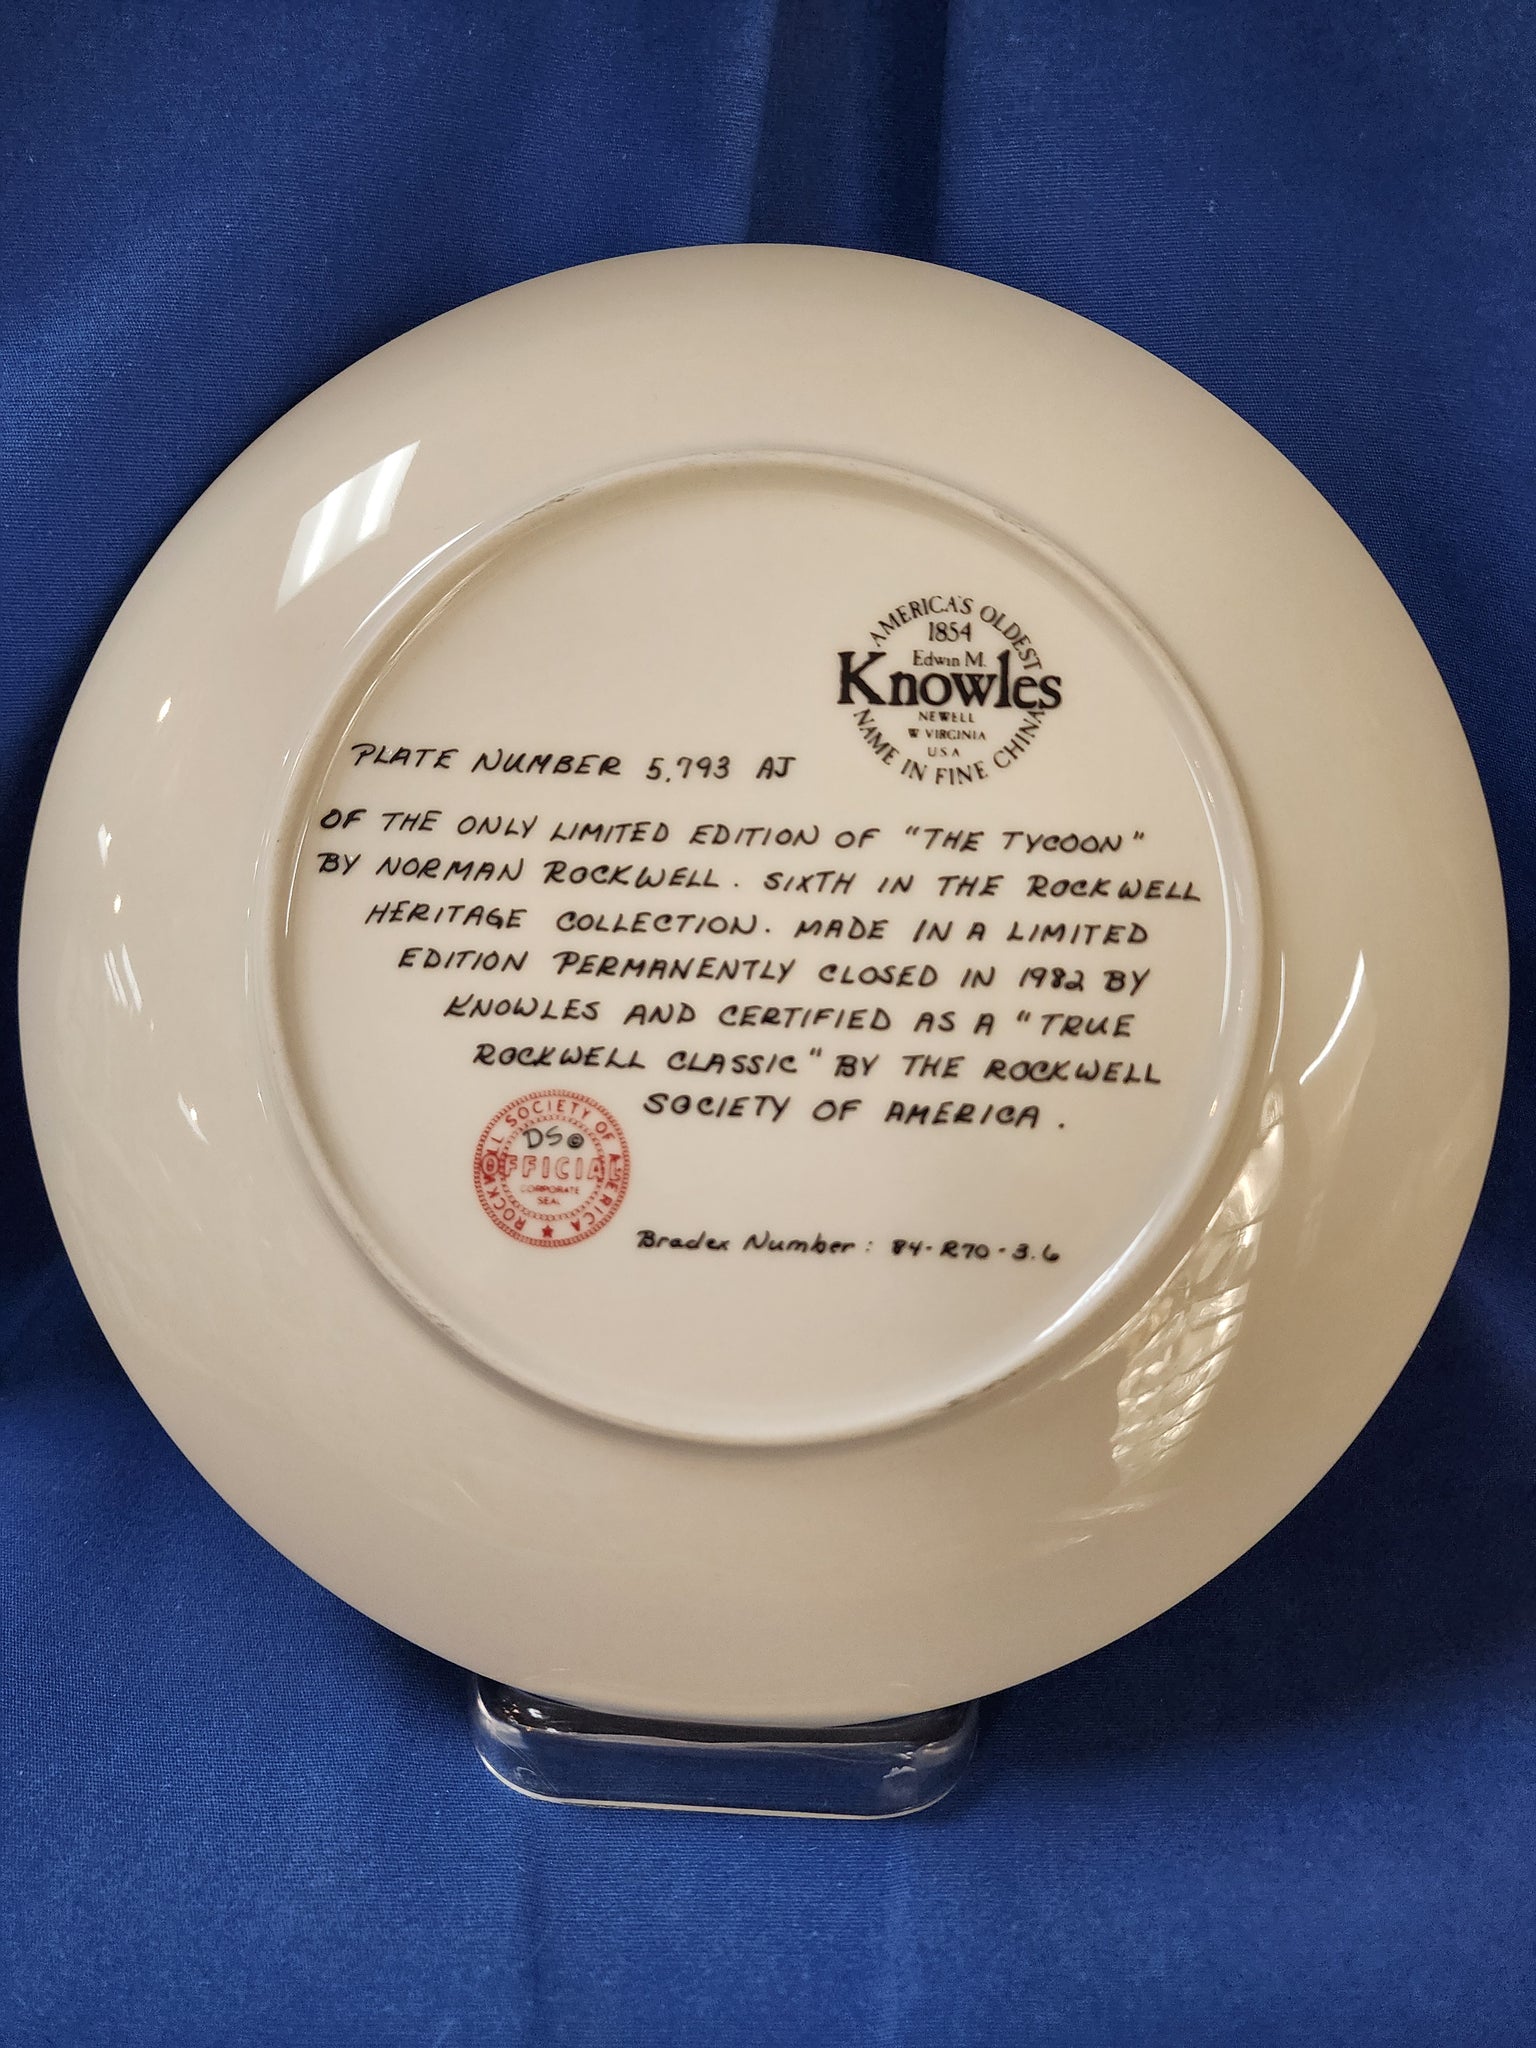 AMERICA'S OLDEST
1854
Edwin M.
Knowles
NEWELL
W VIRGINIA
USA
NAME IN FINE CHINA
PLATE NUMBER 5,793 AJ
OF THE ONLY LIMITED EDITION OF "THE TYCOON"
BY NORMAN ROCKWELL. SIXTH IN THE ROCKWELL
HERITAGE COLLECTION. MADE IN A LIMITED
EDITION PERMANENTLY CLOSED IN 1982 BY
KNOWLES AND CERTIFIED AS A "TRUE
ROCKWELL CLASSIC" BY THE ROCKWELL
SOCIETY OF AMERICA.
ROCKWELL SOCIETY OF AMERICA
DS©
OFFICIAL
CORPORATE
SEAL
Bradex Number: 84-R70-3.6